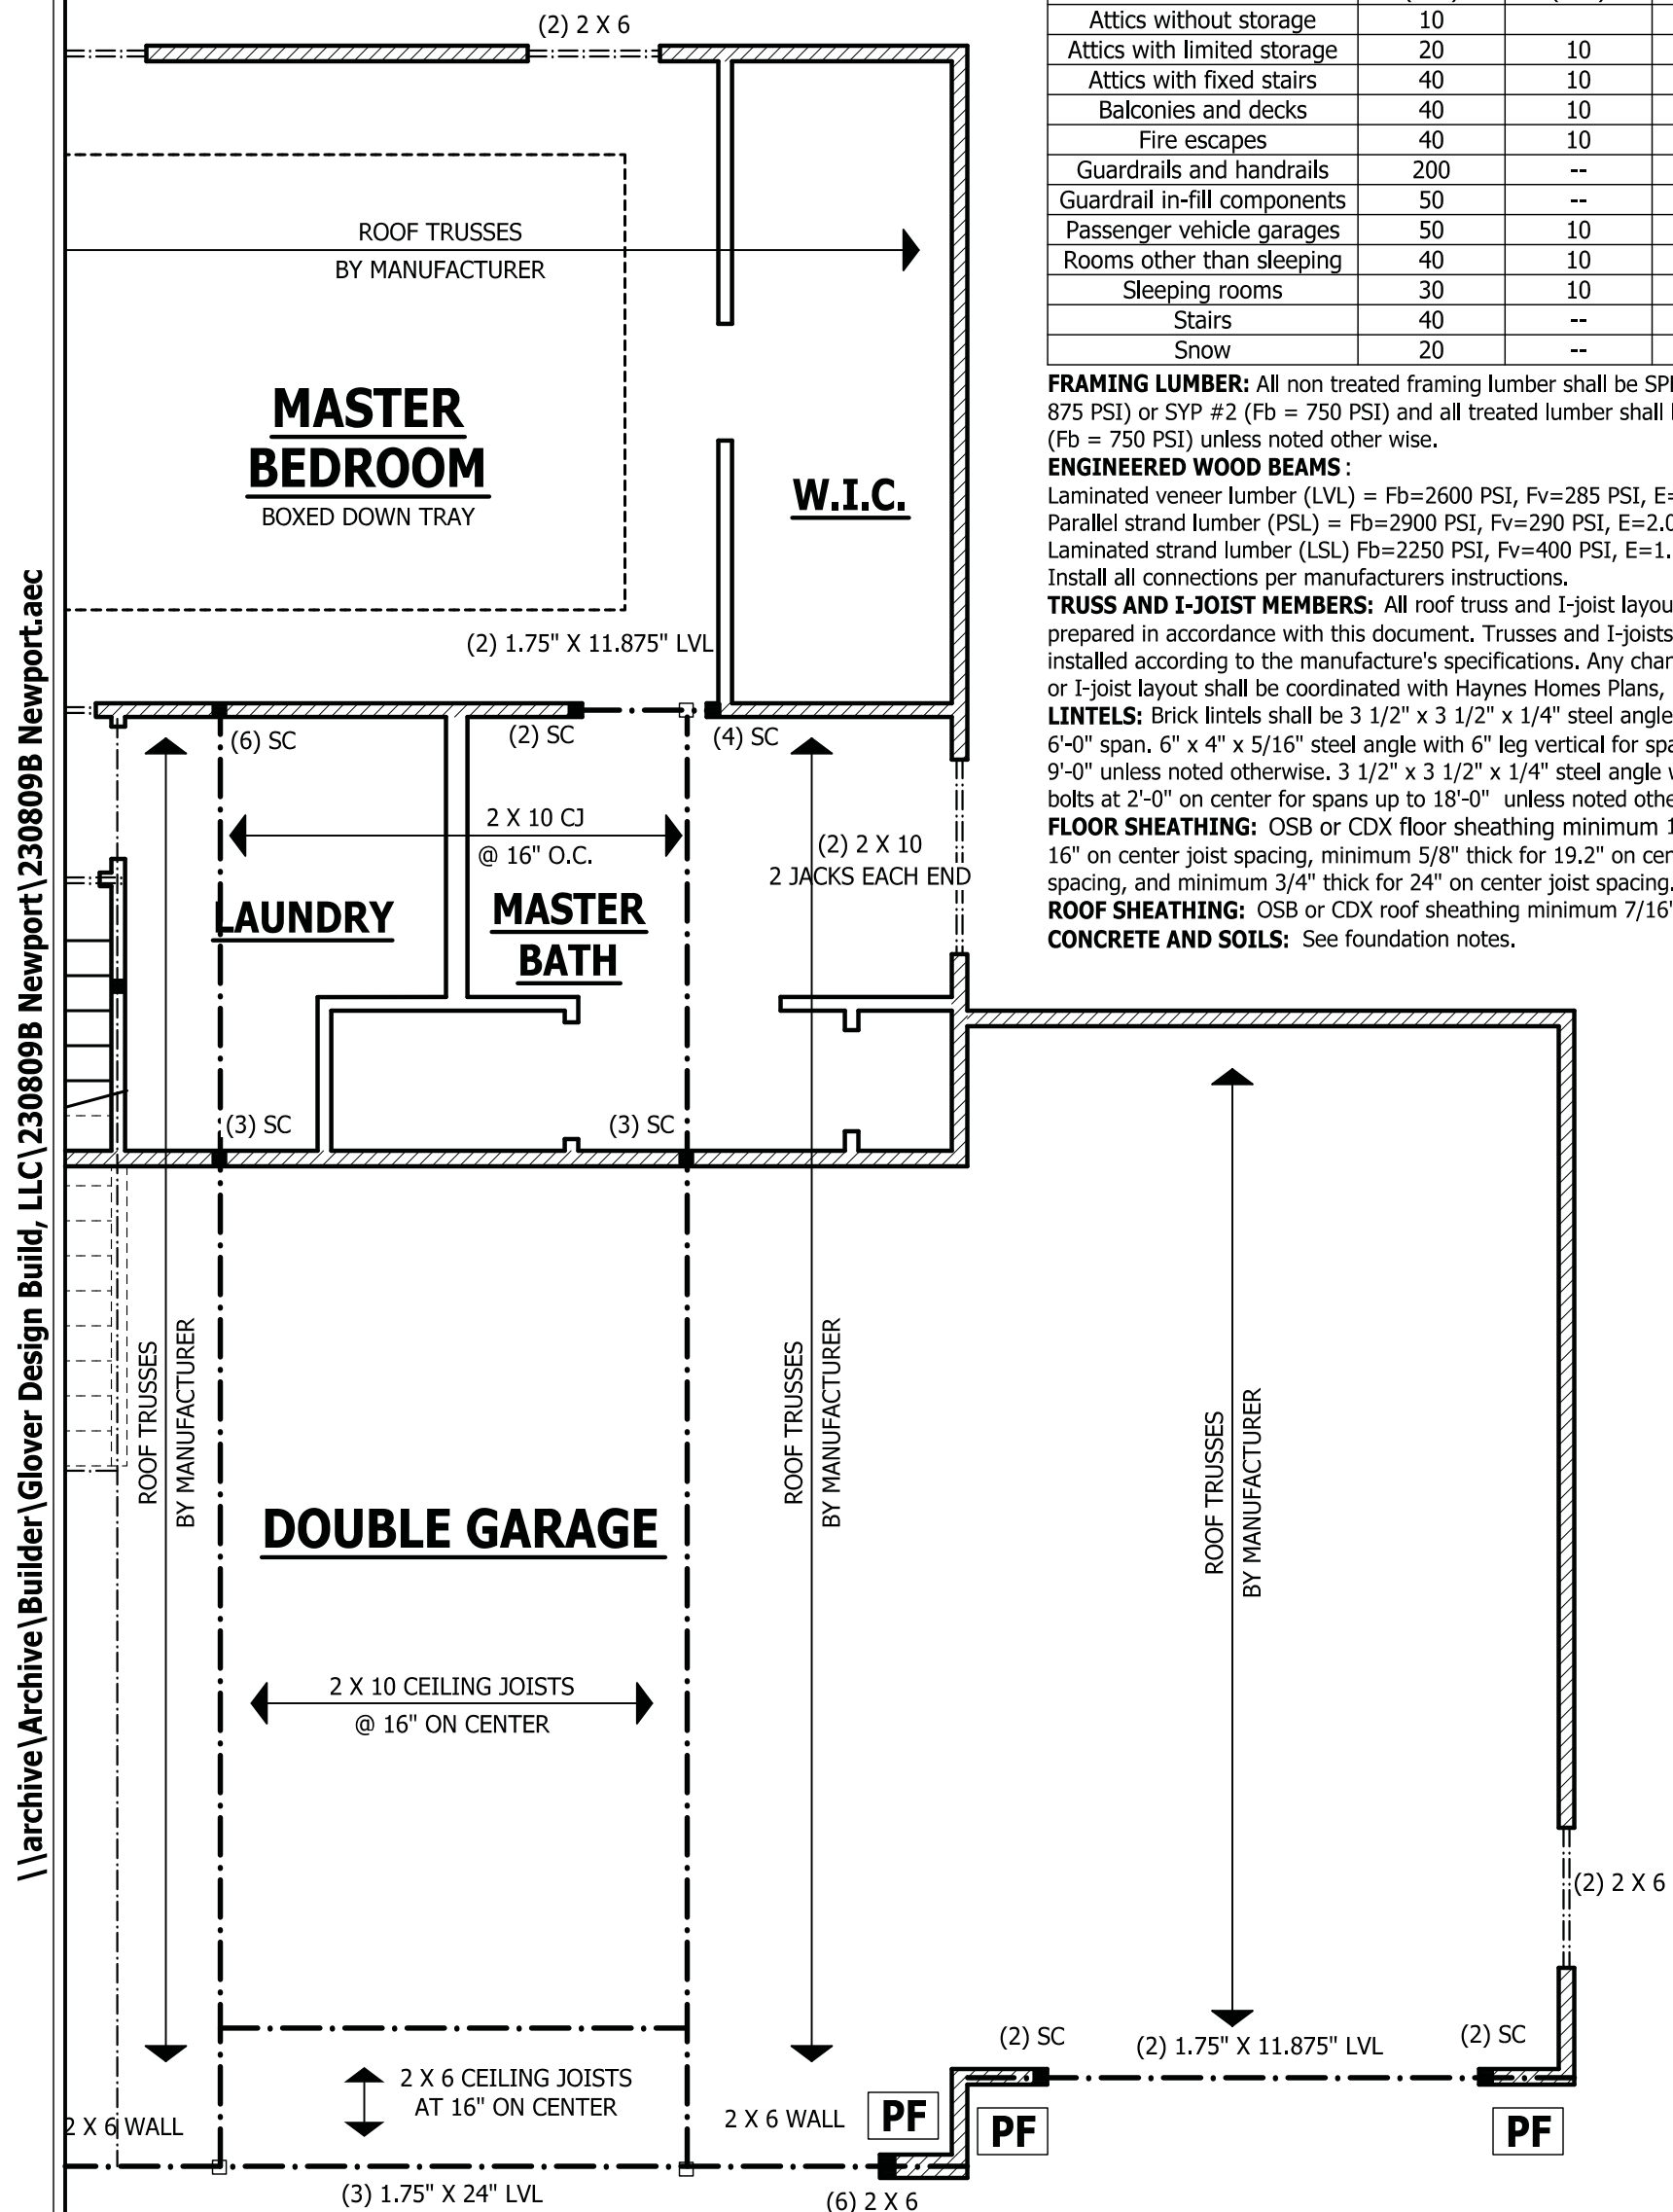 (2) 2 X 6
ROOF TRUSSES
BY MANUFACTURER
MASTER
BEDROOM
BOXED DOWN TRAY
W.I.C.
(2) 1.75" X 11.875" LVL
(6) SC
(2) SC
(4) SC
2 X 10 CJ
@ 16" O.C.
(2) 2 X 10
2 JACKS EACH END
LAUNDRY
MASTER
BATH
(3) SC
(3) SC
ROOF TRUSSES
BY MANUFACTURER
ROOF TRUSSES
BY MANUFACTURER
ROOF TRUSSES
BY MANUFACTURER
DOUBLE GARAGE
2 X 10 CEILING JOISTS
@ 16" ON CENTER
2 X 6 CEILING JOISTS
AT 16" ON CENTER
2 X 6 WALL
2 X 6 WALL
PF
PF
PF
(2) SC
(2) 1.75" X 11.875" LVL
(2) SC
(2) 2 X 6
(3) 1.75" X 24" LVL
(6) 2 X 6
\\archive\Archive\Builder\Glover Design Build, LLC\230809B Newport\230809B Newport.aec
Attics without storage 10
Attics with limited storage 20 10
Attics with fixed stairs 40 10
Balconies and decks 40 10
Fire escapes 40 10
Guardrails and handrails 200 --
Guardrail in-fill components 50 --
Passenger vehicle garages 50 10
Rooms other than sleeping 40 10
Sleeping rooms 30 10
Stairs 40 --
Snow 20 --
FRAMING LUMBER: All non treated framing lumber shall be
875 PSI) or SYP #2 (Fb = 750 PSI) and all treated lumber shall
(Fb = 750 PSI) unless noted other wise.
ENGINEERED WOOD BEAMS :
Laminated veneer lumber (LVL) = Fb=2600 PSI, Fv=285 PSI, E=
Parallel strand lumber (PSL) = Fb=2900 PSI, Fv=290 PSI, E=2.0
Laminated strand lumber (LSL) Fb=2250 PSI, Fv=400 PSI, E=1.
Install all connections per manufacturers instructions.
TRUSS AND I-JOIST MEMBERS: All roof truss and I-joist
prepared in accordance with this document. Trusses and I-joists
installed according to the manufacture's specifications. Any
or I-joist layout shall be coordinated with Haynes Homes Plans,
LINTELS: Brick lintels shall be 3 1/2" x 3 1/2" x 1/4" steel angle
6'-0" span. 6" x 4" x 5/16" steel angle with 6" leg vertical for
9'-0" unless noted otherwise. 3 1/2" x 3 1/2" x 1/4" steel angle
bolts at 2'-0" on center for spans up to 18'-0" unless noted
FLOOR SHEATHING: OSB or CDX floor sheathing minimum
16" on center joist spacing, minimum 5/8" thick for 19.2" on
spacing, and minimum 3/4" thick for 24" on center joist spacing.
ROOF SHEATHING: OSB or CDX roof sheathing minimum 7/16"
CONCRETE AND SOILS: See foundation notes.